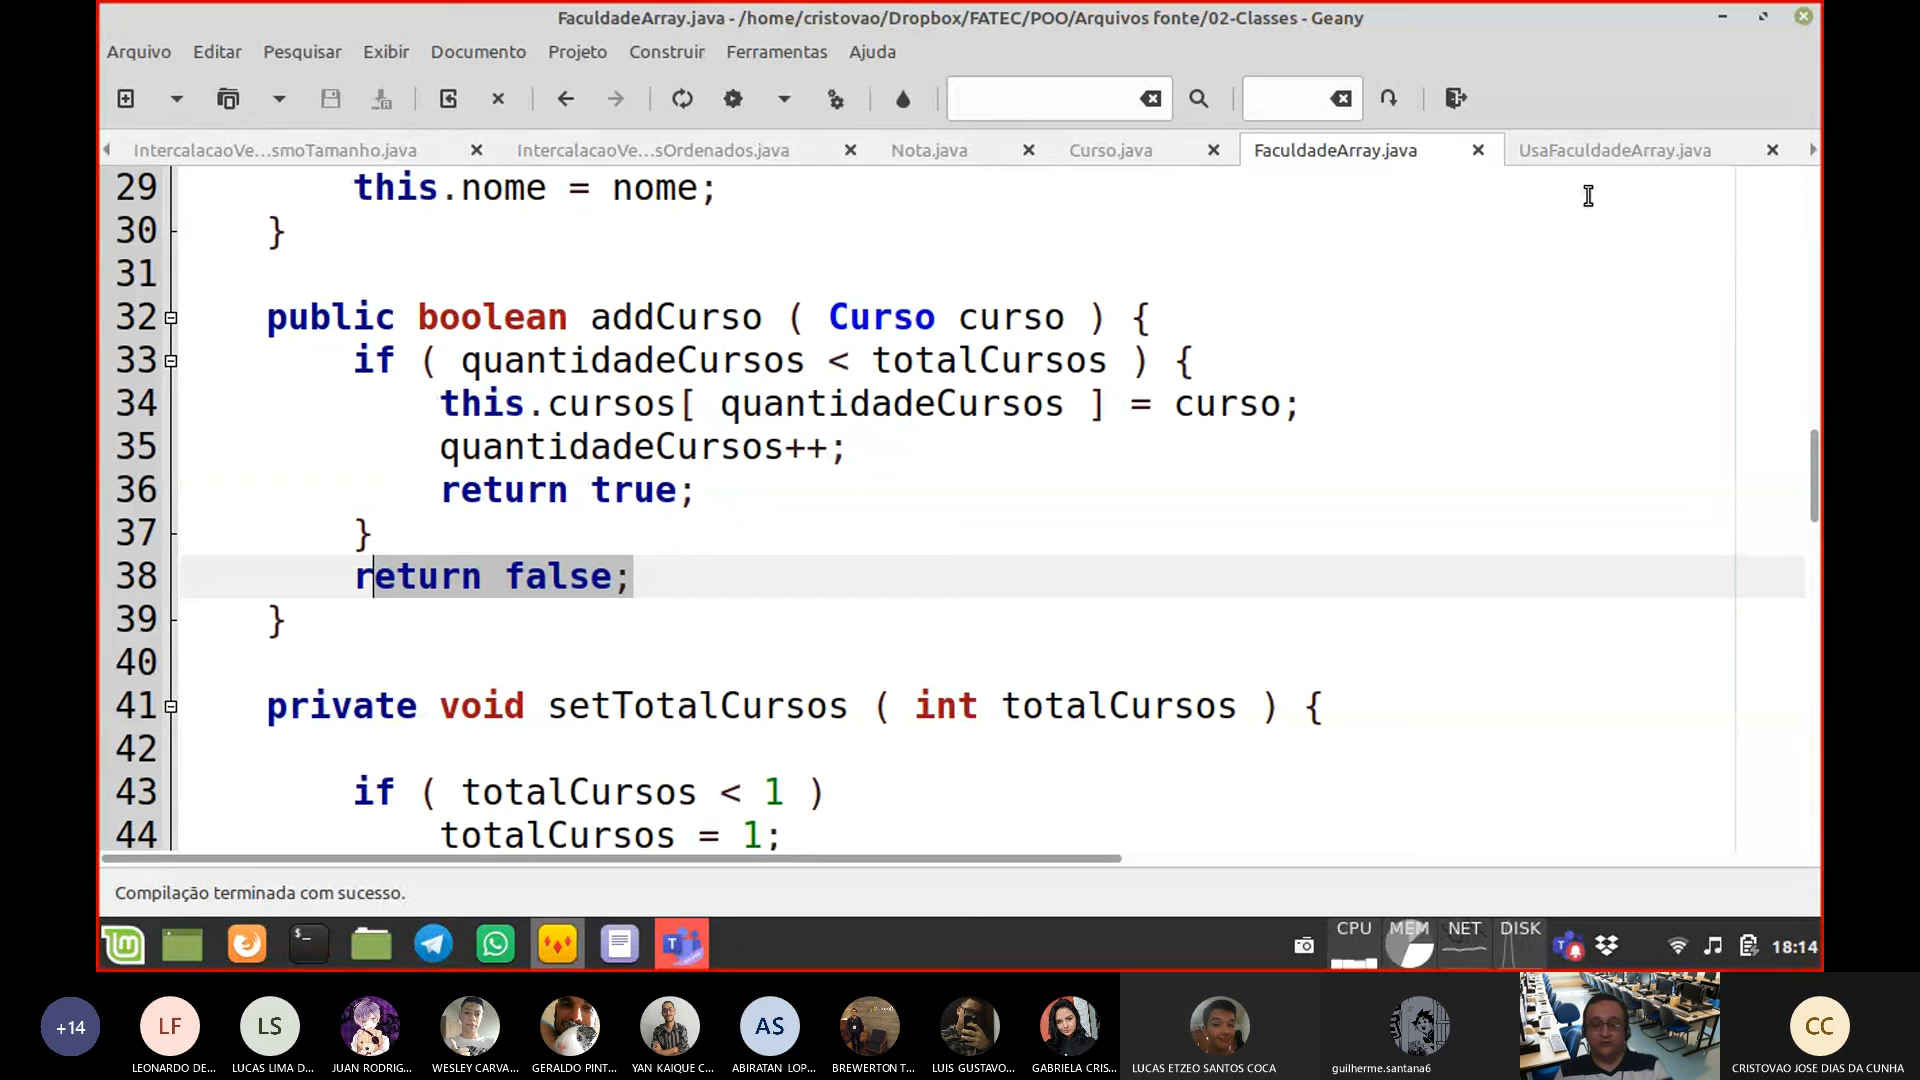 FaculdadeArray.java - /home/cristovao/Dropbox/FATEC/POO/Arquivos fonte/02-Classes - Geany
Arquivo Editar Pesquisar Exibir Documento Projeto Construir Ferramentas Ajuda
IntercalacaoVe...smoTamanho.java IntercalacaoVe...sOrdenados.java Nota.java Curso.java FaculdadeArray.java UsaFaculdadeArray.java
29 this.nome = nome;
30 }
31
32 public boolean addCurso ( Curso curso ) {
33 if ( quantidadeCursos < totalCursos ) {
34 this.cursos[ quantidadeCursos ] = curso;
35 quantidadeCursos++;
36 return true;
37 }
38 return false;
39 }
40
41 private void setTotalCursos ( int totalCursos ) {
42
43 if ( totalCursos < 1 )
44 totalCursos = 1;
Compilação terminada com sucesso.
CPU MEM NET DISK
18:14
+14 LF LS AS CC
LEONARDO DE... LUCAS LIMA D... JUAN RODRIG... WESLEY CARVA... GERALDO PINT... YAN KAIQUE C... ABIRATAN LOP... BREWERTON T... LUIS GUSTAVO... GABRIELA CRIS... LUCAS ETZEO SANTOS COCA guilherme.santana6 CRISTOVAO JOSE DIAS DA CUNHA